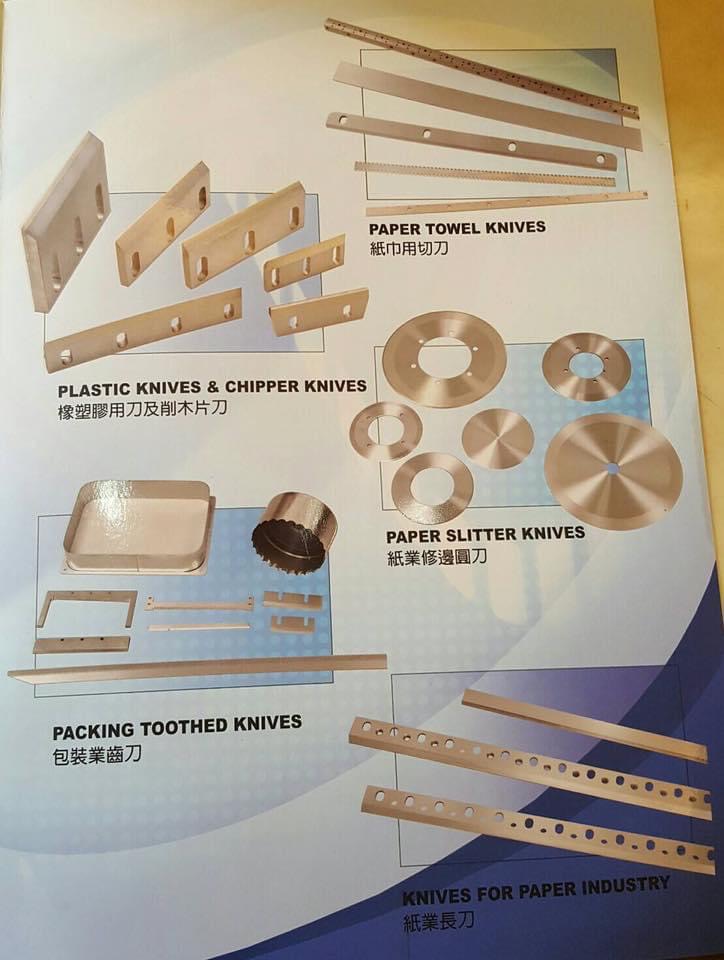 PAPER TOWEL KNIVES
紙巾用切刀
PLASTIC KNIVES & CHIPPER KNIVES
橡塑膠用刀及削木片刀
PAPER SLITTER KNIVES
紙業修邊圓刀
PACKING TOOTHED KNIVES
包裝業齒刀
KNIVES FOR PAPER INDUSTRY
紙業長刀